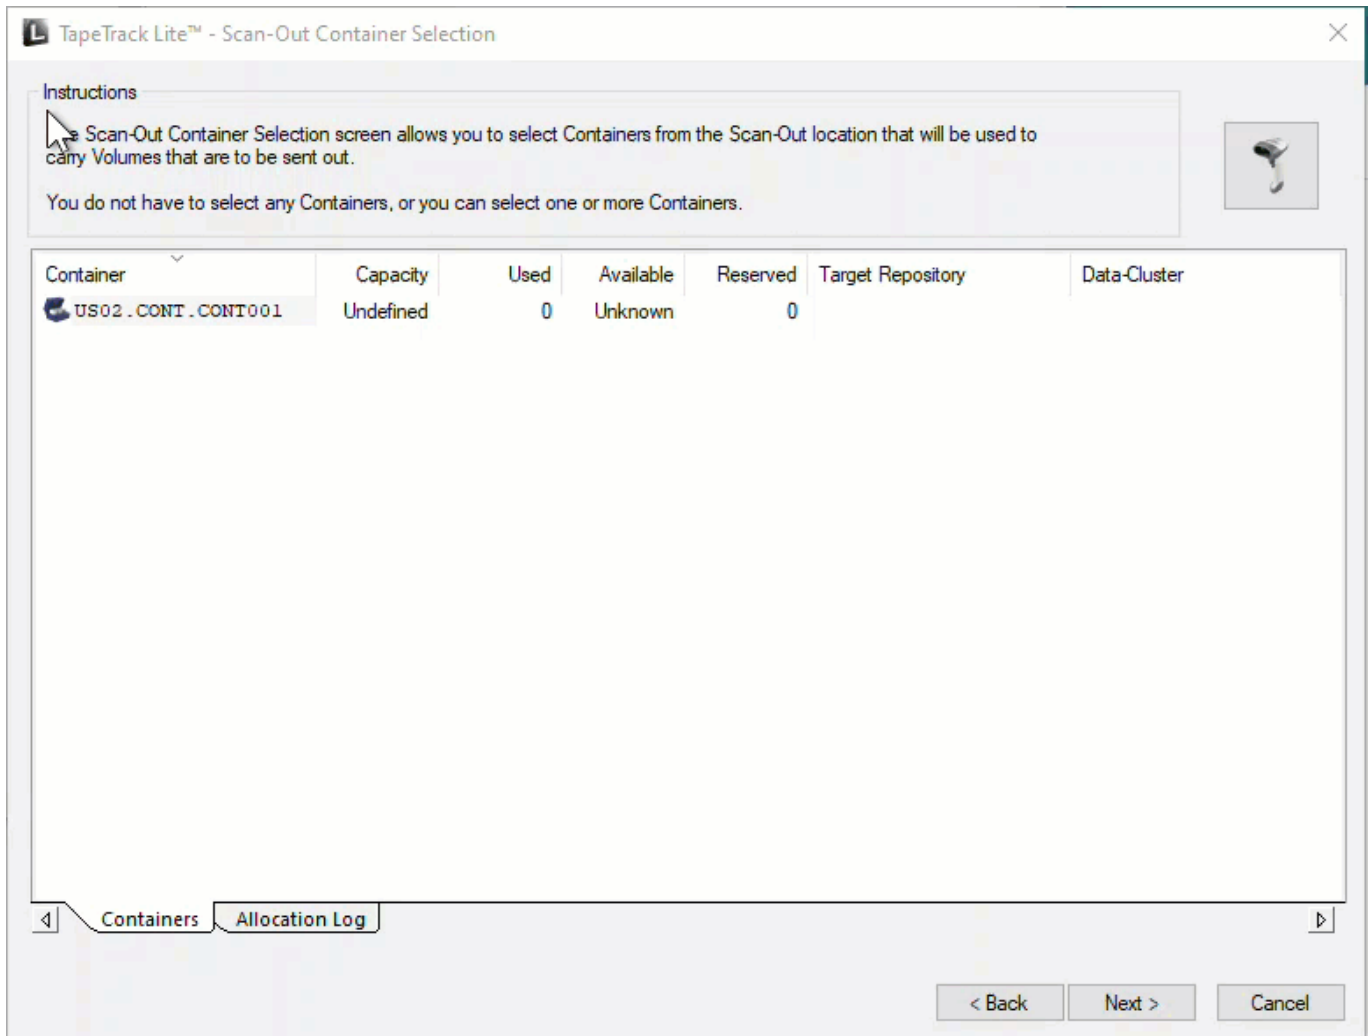 TapeTrack Lite™ - Scan-Out Container Selection
Instructions
e Scan-Out Container Selection screen allows you to select Containers from the Scan-Out location that will be used to
carry Volumes that are to be sent out.
You do not have to select any Containers, or you can select one or more Containers.
Container Capacity Used Available Reserved Target Repository Data-Cluster
US02.CONT.CONT001 Undefined 0 Unknown 0
Containers Allocation Log
< Back Next > Cancel